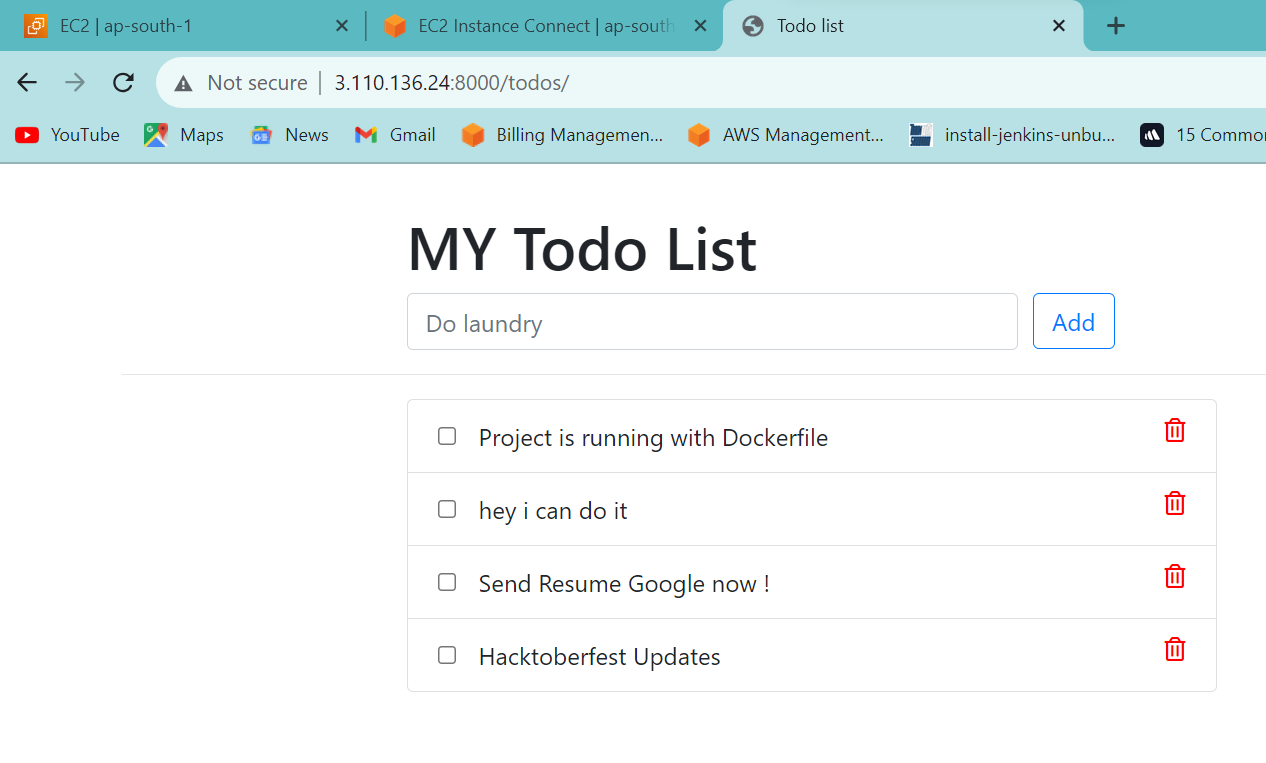 EC2 | ap-south-1
EC2 Instance Connect | ap-south
Todo list
Not secure
3.110.136.24:8000/todos/
YouTube
Maps
News
Gmail
Billing Managemen...
AWS Management...
install-jenkins-unbu...
15 Commo
MY Todo List
Do laundry
Add
Project is running with Dockerfile
hey i can do it
Send Resume Google now !
Hacktoberfest Updates